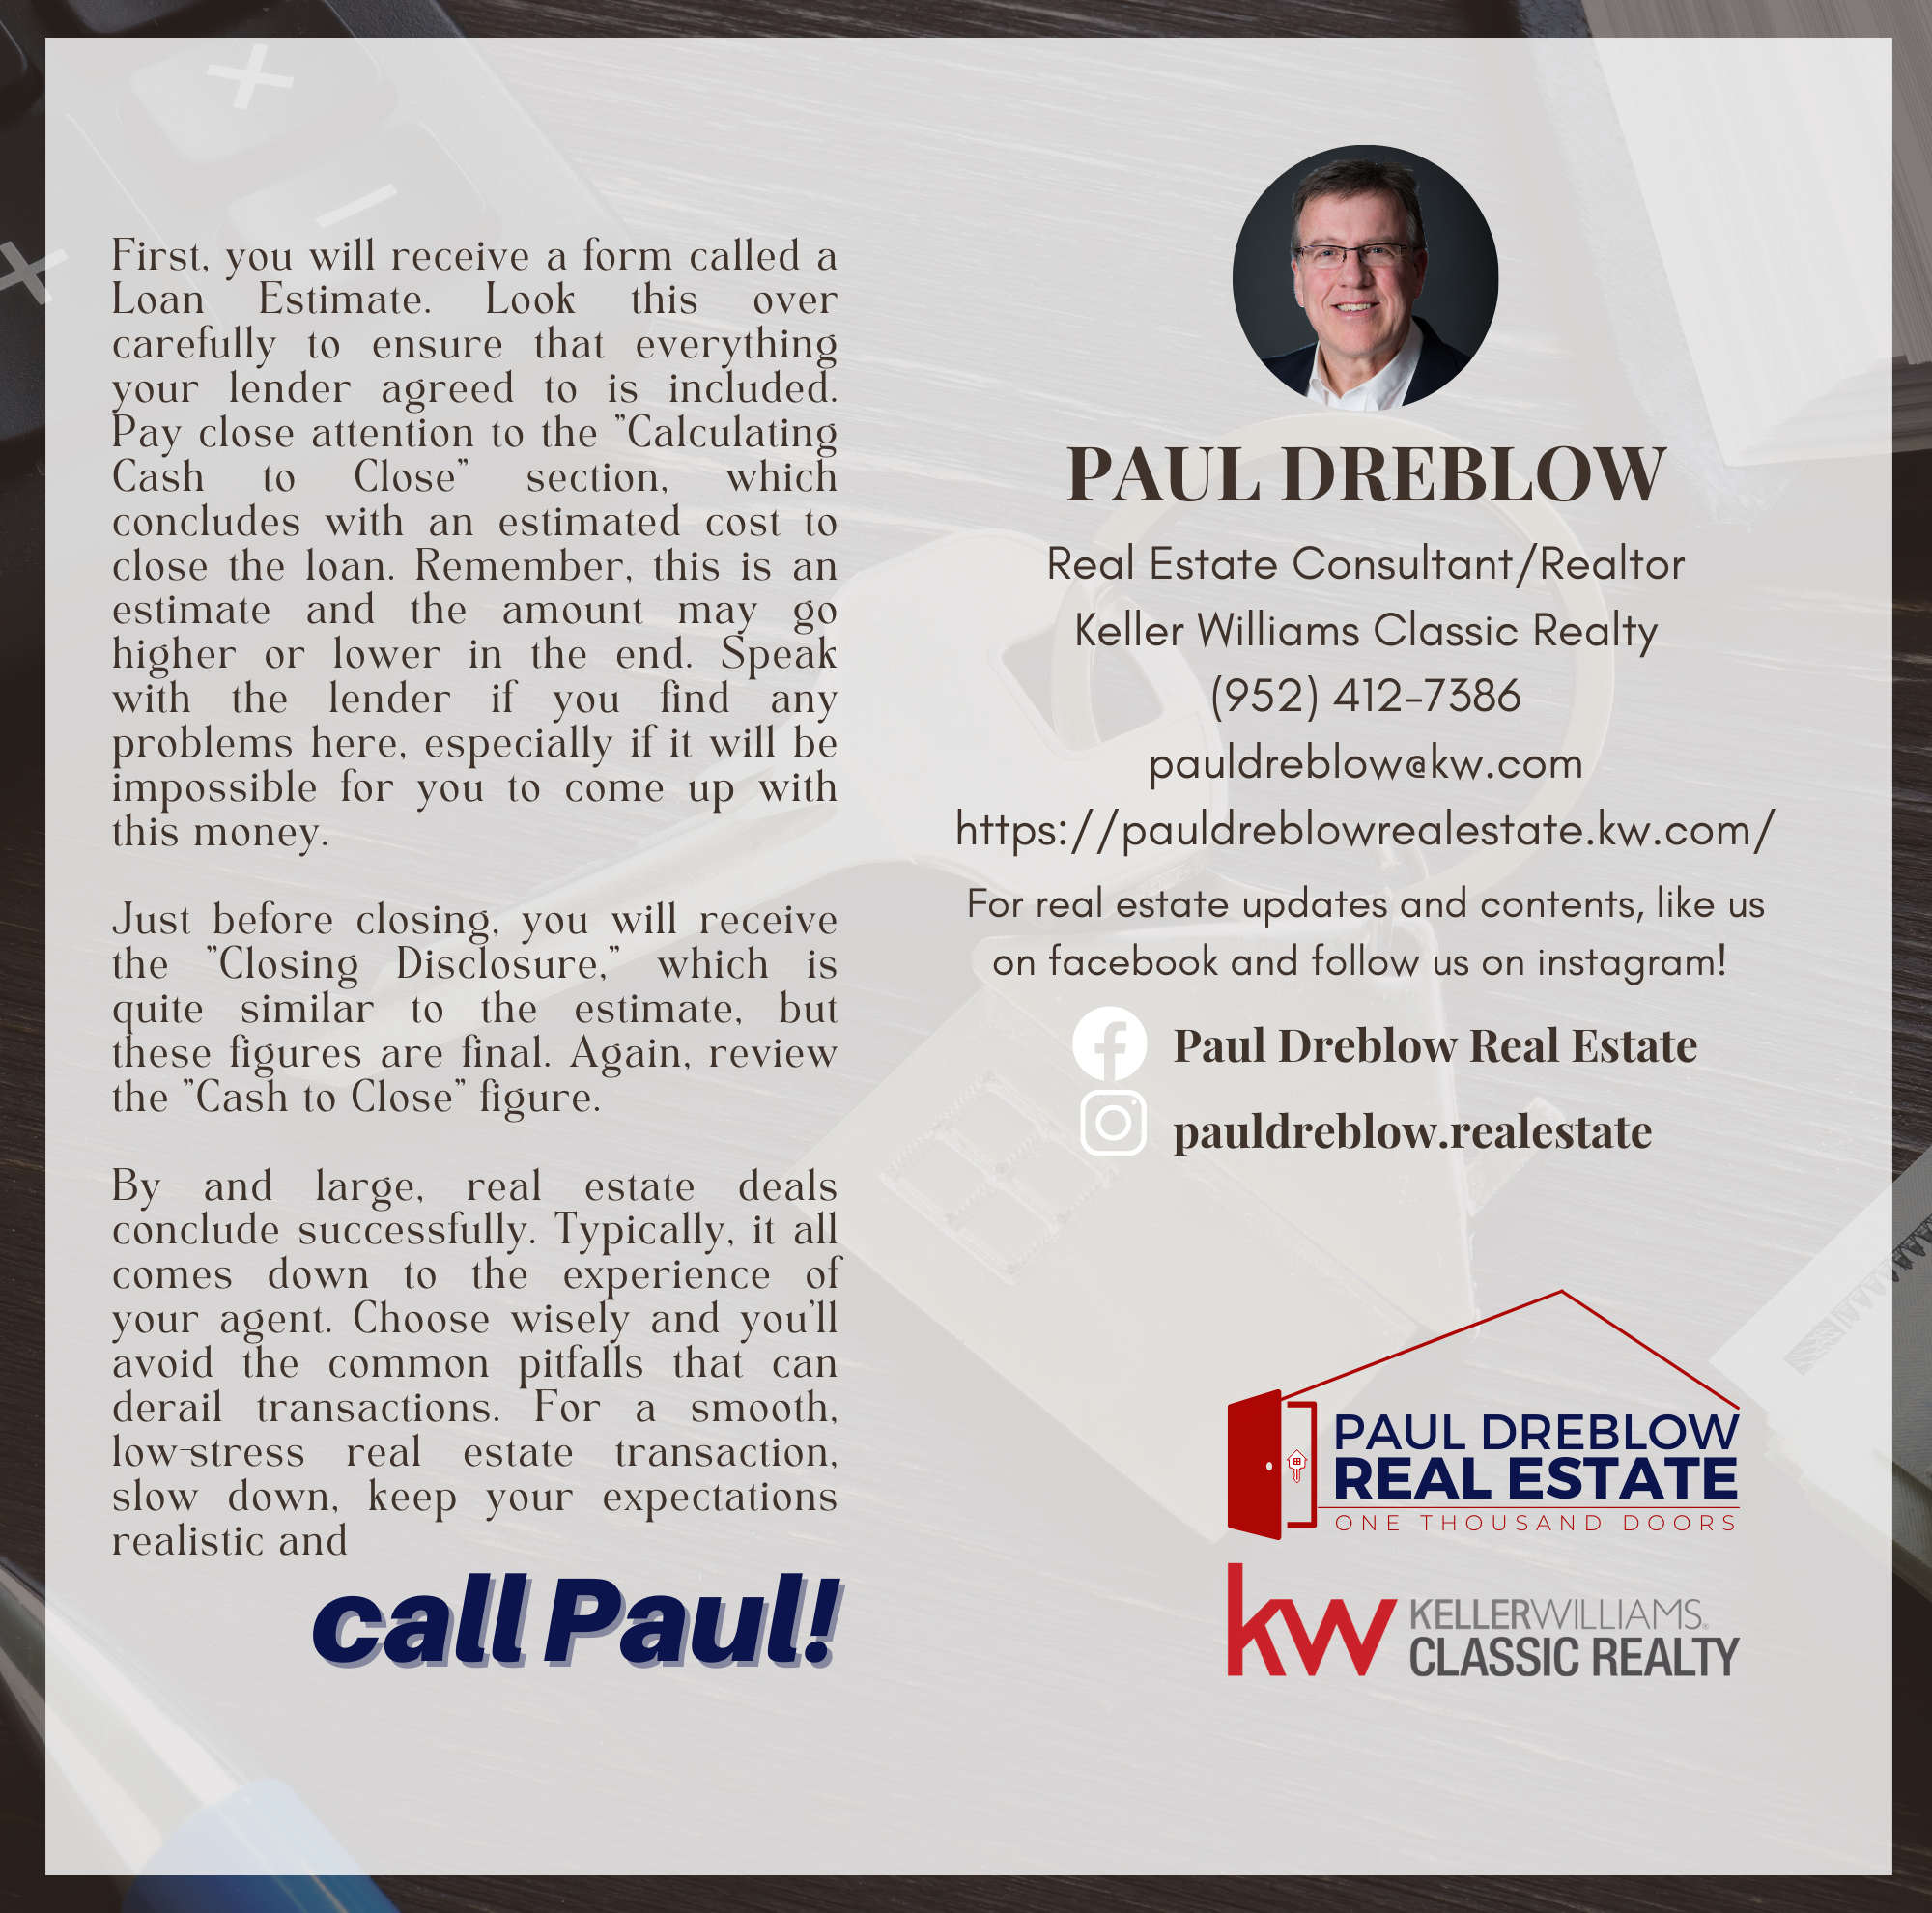 First, you will receive a form called a
Loan Estimate. Look this over
carefully to ensure that everything
your lender agreed to is included.
Pay close attention to the "Calculating
Cash to Close" section, which
concludes with an estimated cost to
close the loan. Remember, this is an
estimate and the amount may go
higher or lower in the end. Speak
with the lender if you find any
problems here, especially if it will be
impossible for you to come up with
this money.
Just before closing, you will receive
the "Closing Disclosure," which is
quite similar to the estimate, but
these figures are final. Again, review
the "Cash to Close" figure.
By and large, real estate deals
conclude successfully. Typically, it all
comes down to the experience of
your agent. Choose wisely and you'll
avoid the common pitfalls that can
derail transactions. For a smooth,
low-stress real estate transaction,
slow down, keep your expectations
realistic and
call Paul!
PAUL DREBLOW
Real Estate Consultant/Realtor
Keller Williams Classic Realty
(952) 412-7386
pauldreblow@kw.com
https://pauldreblowrealestate.kw.com/
For real estate updates and contents, like us
on facebook and follow us on instagram!
Paul Dreblow Real Estate
pauldreblow.realestate
PAUL DREBLOW
REAL ESTATE
ONE THOUSAND DOORS
kw KELLERWILLIAMS®
CLASSIC REALTY